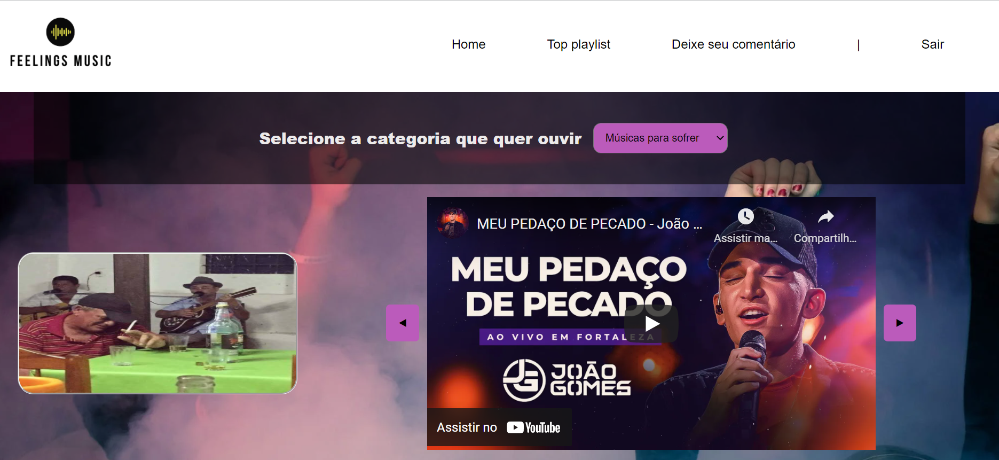 FEELINGS MUSIC
Home
Top playlist
Deixe seu comentário
|
Sair
Selecione a categoria que quer ouvir
Músicas para sofrer
MEU PEDAÇO DE PECADO - João ...
Assistir ma...
Compartilh...
MEU PEDAÇO
DE PECADO
AO VIVO EM FORTALEZA
JG
JOÃO
GOMES
Assistir no YouTube